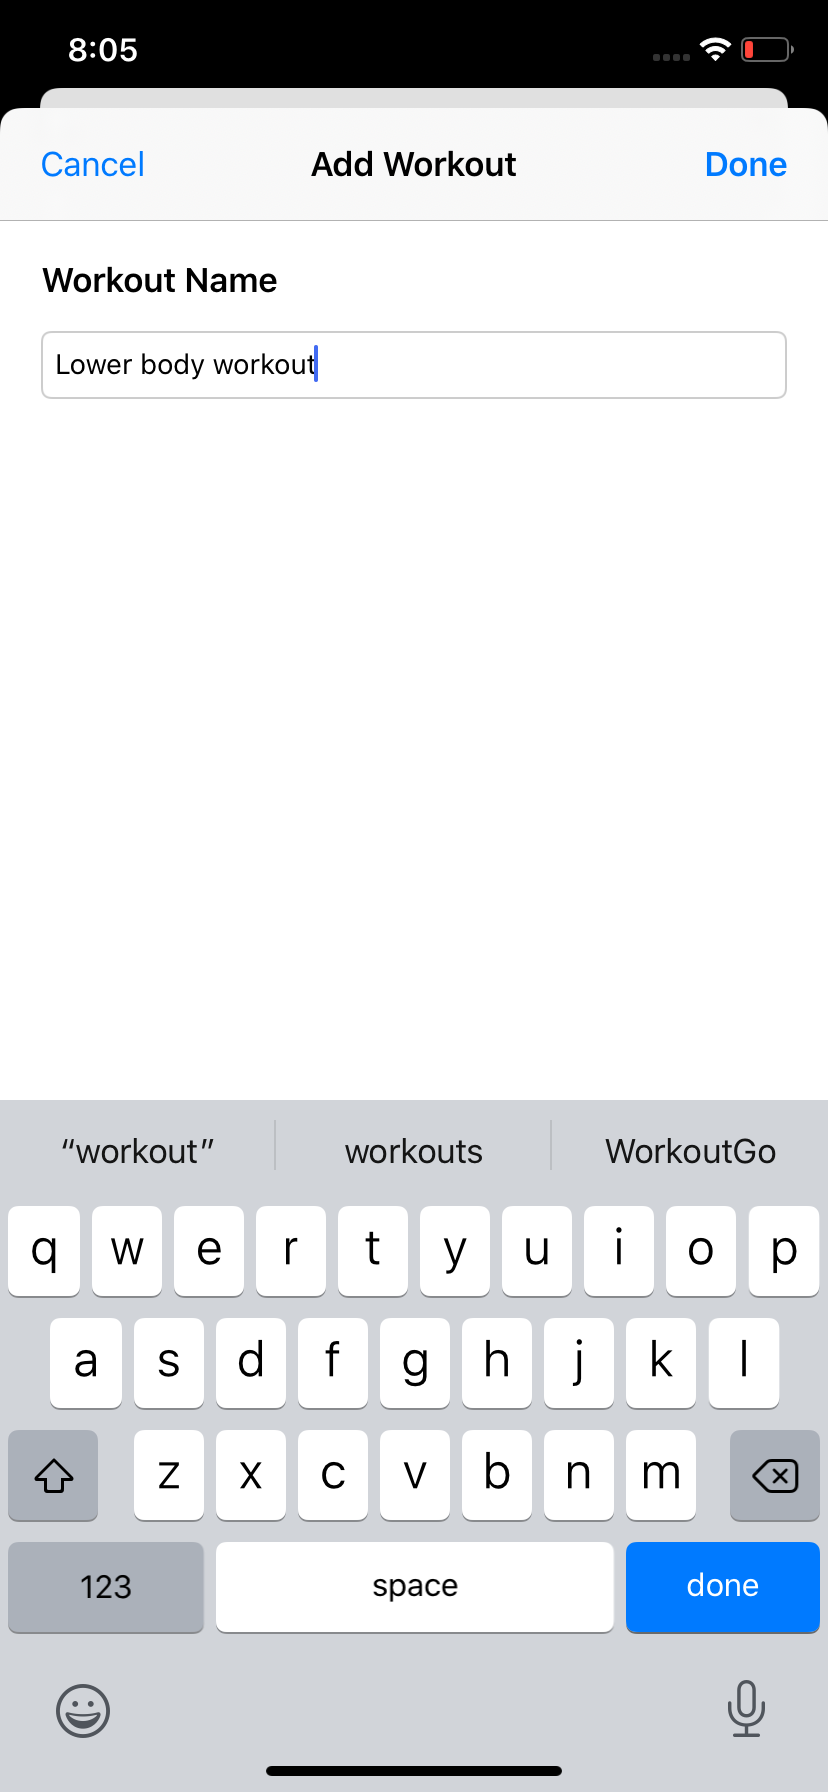 8:05
Cancel Add Workout Done
Workout Name
Lower body workout
“workout” workouts WorkoutGo
q w e r t y u i o p
a s d f g h j k l
z x c v b n m
123 space done